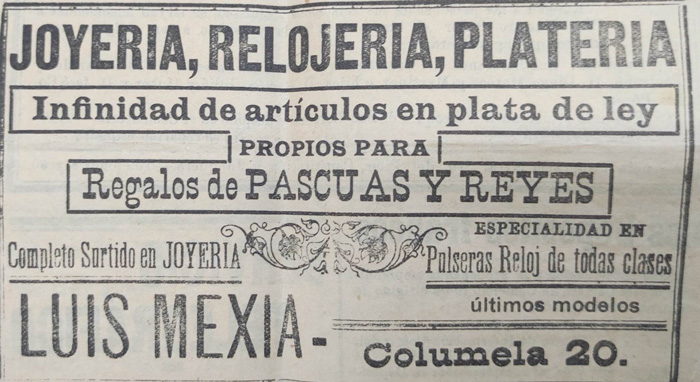 JOYERIA, RELOJERIA, PLATERIA
Infinidad de artículos en plata de ley
PROPIOS PARA
Regalos de PASCUAS Y REYES
Completo Surtido en JOYERIA
ESPECIALIDAD EN
Pulseras Reloj de todas clases
últimos modelos
LUIS MEXIA-
Columela 20.